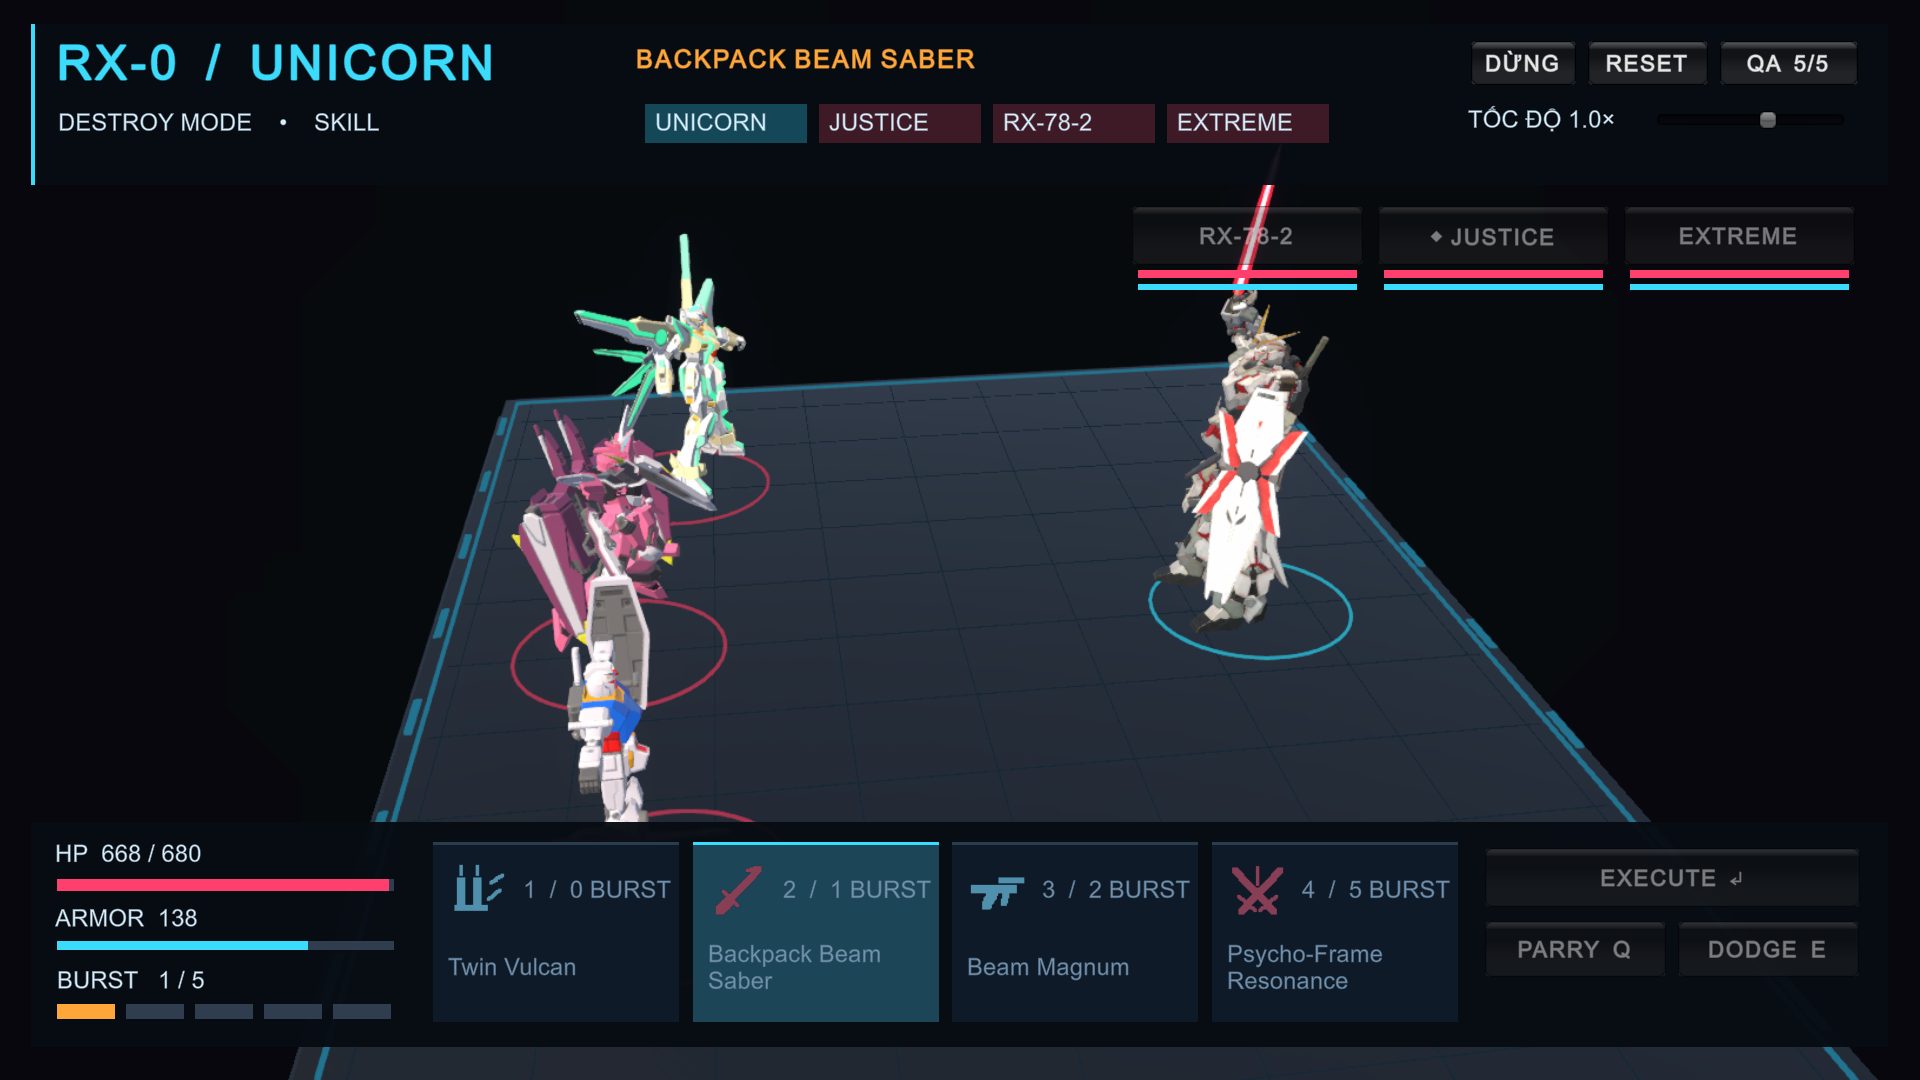 RX-0 / UNICORN
DESTROY MODE • SKILL
BACKPACK BEAM SABER
UNICORN
JUSTICE
RX-78-2
EXTREME
DỪNG
RESET
QA 5/5
TỐC ĐỘ 1.0×
RX-78-2
◆ JUSTICE
EXTREME
HP 668 / 680
ARMOR 138
BURST 1 / 5
1 / 0 BURST
Twin Vulcan
2 / 1 BURST
Backpack Beam
Saber
3 / 2 BURST
Beam Magnum
4 / 5 BURST
Psycho-Frame
Resonance
EXECUTE ↲
PARRY Q
DODGE E